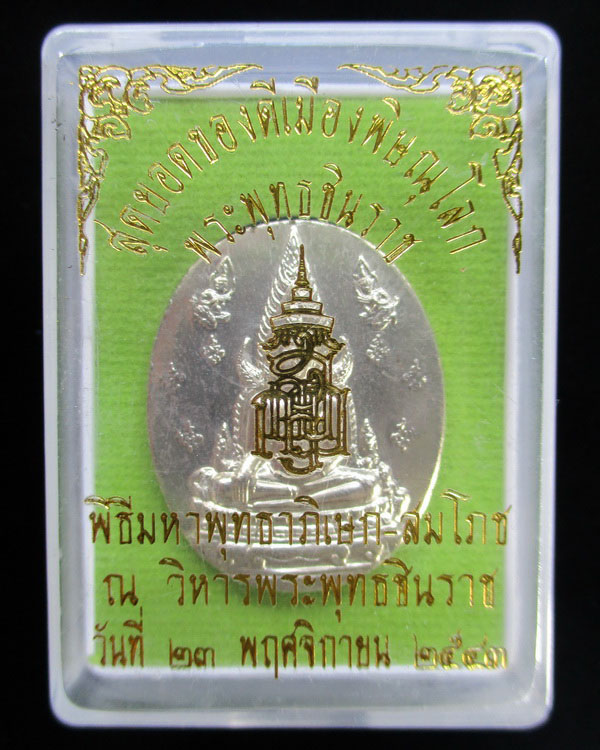 สุดยอดของดีเมืองพิษณุโลก
พระพุทธชินราช
พิธีมหาพุทธาภิเษก-สมโภช
ณ วิหารพระพุทธชินราช
วันที่ ๒๓ พฤศจิกายน ๒๕๔๓